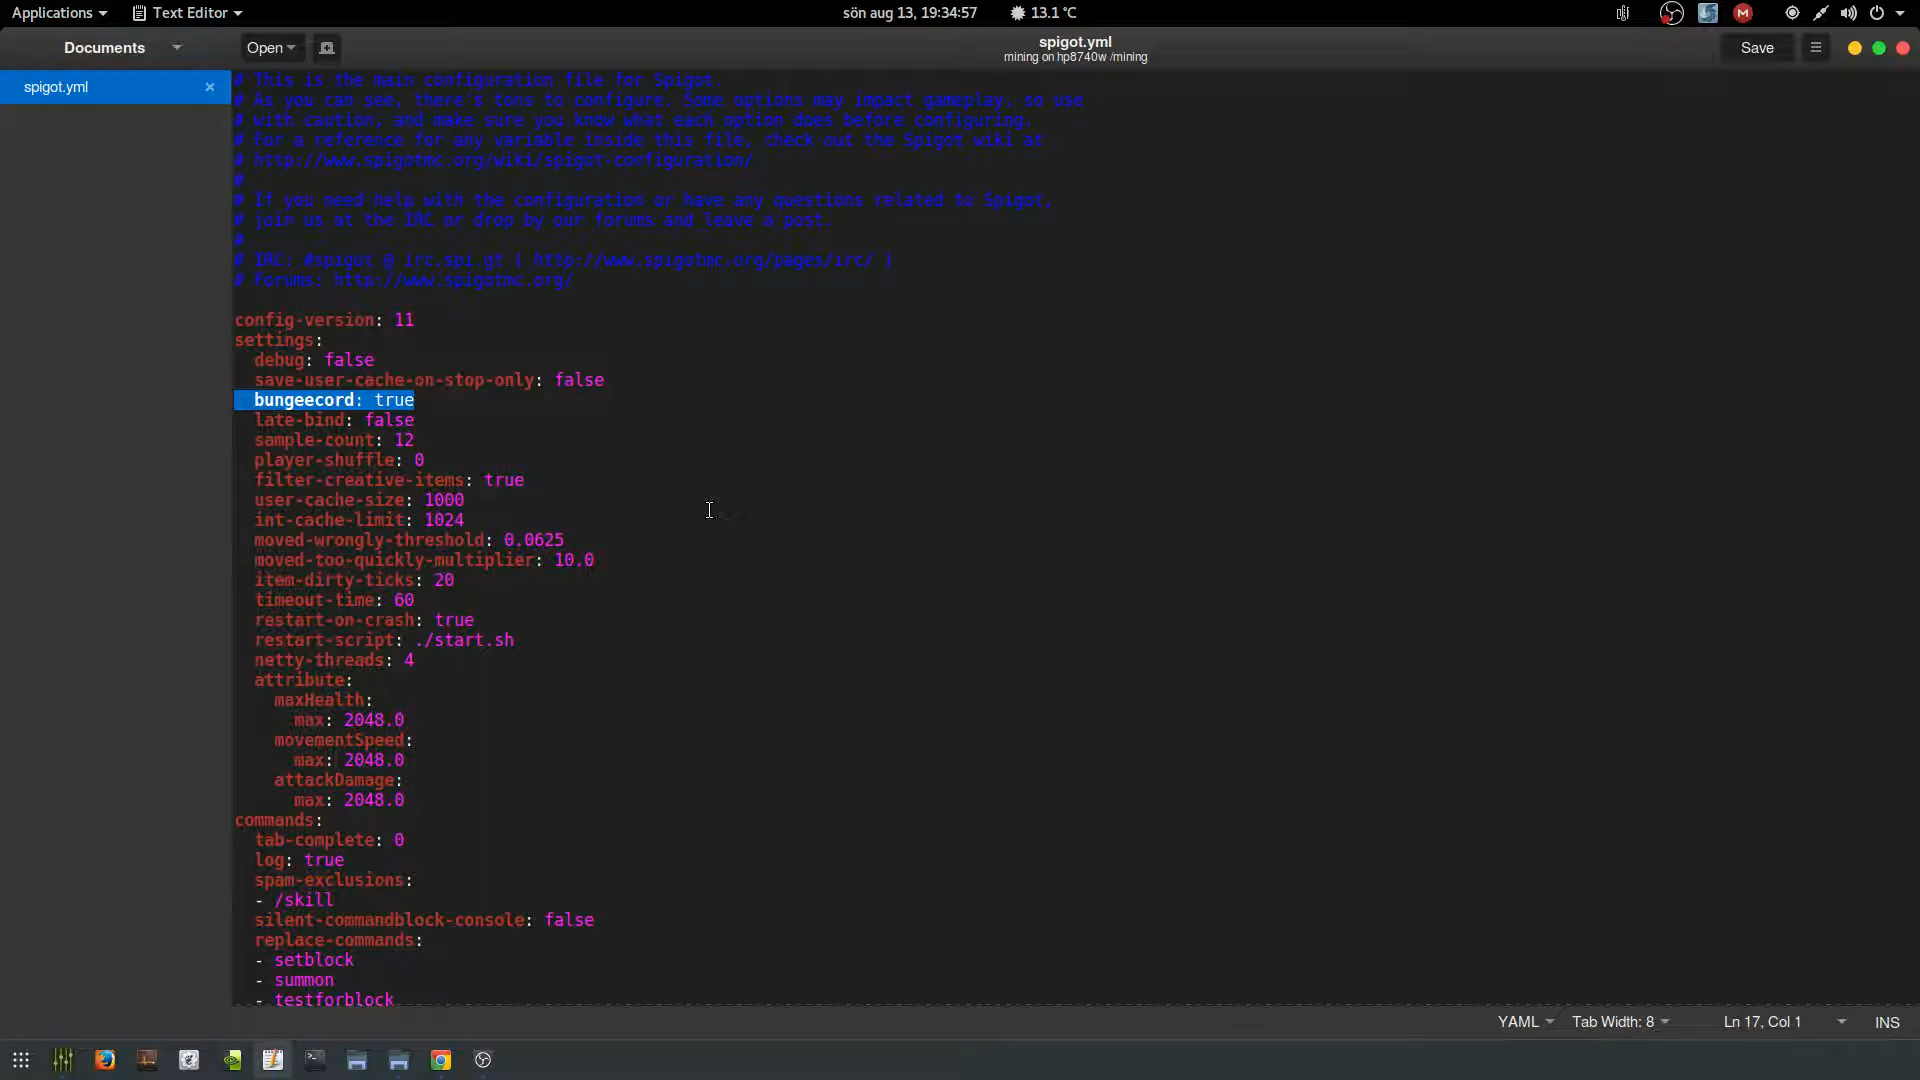 Applications
Text Editor
sön aug 13, 19:34:57
13.1 °C
Documents
Open
spigot.yml
mining on hp8740w /mining
Save
spigot.yml
# This is the main configuration file for Spigot.
# As you can see, there's tons to configure. Some options may impact gameplay, so use
# with caution, and make sure you know what each option does before configuring.
# For a reference for any variable inside this file, check out the Spigot wiki at
# http://www.spigotmc.org/wiki/spigot-configuration/
#
# If you need help with the configuration or have any questions related to Spigot,
# join us at the IRC or drop by our forums and leave a post.
#
# IRC: #spigot @ irc.spi.gt ( http://www.spigotmc.org/pages/irc/ )
# Forums: http://www.spigotmc.org/
config-version: 11
settings:
  debug: false
  save-user-cache-on-stop-only: false
  bungeecord: true
  late-bind: false
  sample-count: 12
  player-shuffle: 0
  filter-creative-items: true
  user-cache-size: 1000
  int-cache-limit: 1024
  moved-wrongly-threshold: 0.0625
  moved-too-quickly-multiplier: 10.0
  item-dirty-ticks: 20
  timeout-time: 60
  restart-on-crash: true
  restart-script: ./start.sh
  netty-threads: 4
  attribute:
    maxHealth:
      max: 2048.0
    movementSpeed:
      max: 2048.0
    attackDamage:
      max: 2048.0
commands:
  tab-complete: 0
  log: true
  spam-exclusions:
  - /skill
  silent-commandblock-console: false
  replace-commands:
  - setblock
  - summon
  - testforblock
YAML
Tab Width: 8
Ln 17, Col 1
INS